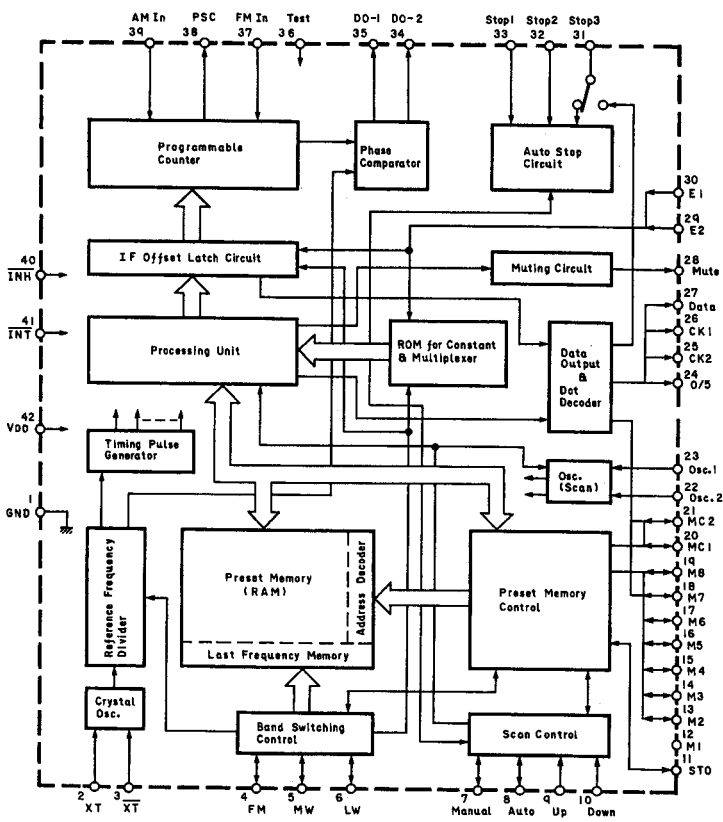 AM In
PSC
FM In
Test
DO-1
DO-2
Stop1
Stop2
Stop3
39
38
37
36
35
34
33
32
31
Programmable
Counter
Phase
Comparator
Auto Stop
Circuit
30
E1
29
E2
IF Offset Latch Circuit
Muting Circuit
28
Mute
40
INH
27
Data
26
CK1
25
CK2
24
O/5
41
INT
Processing Unit
ROM for Constant
& Multiplexer
Data
Output
&
Dot
Decoder
42
VDD
Timing Pulse
Generator
Osc.
(Scan)
23
Osc.1
22
Osc.2
1
GND
21
MC2
20
MC1
19
M8
18
M7
17
M6
16
M5
15
M4
14
M3
13
M2
12
M1
11
STO
Reference Frequency
Divider
Preset Memory
(RAM)
Address Decoder
Preset Memory
Control
Last Frequency Memory
Crystal
Osc.
Band Switching
Control
Scan Control
2
3
4
5
6
7
8
9
10
XT
XT
FM
MW
LW
Manual
Auto
Up
Down